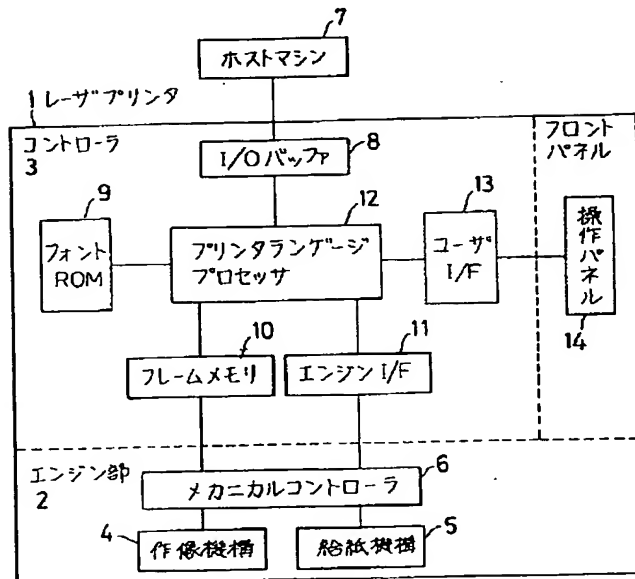 7
ホストマシン
1 レーザプリンタ
コントローラ
3
フロント
パネル
I/Oバッファ
8
9
12
13
フォント
ROM
プリンタランゲージ
プロセッサ
ユーザ
I/F
操作パネル
14
10
11
フレームメモリ
エンジンI/F
エンジン部
2
6
メカニカルコントローラ
4
作像機構
給紙機構
5